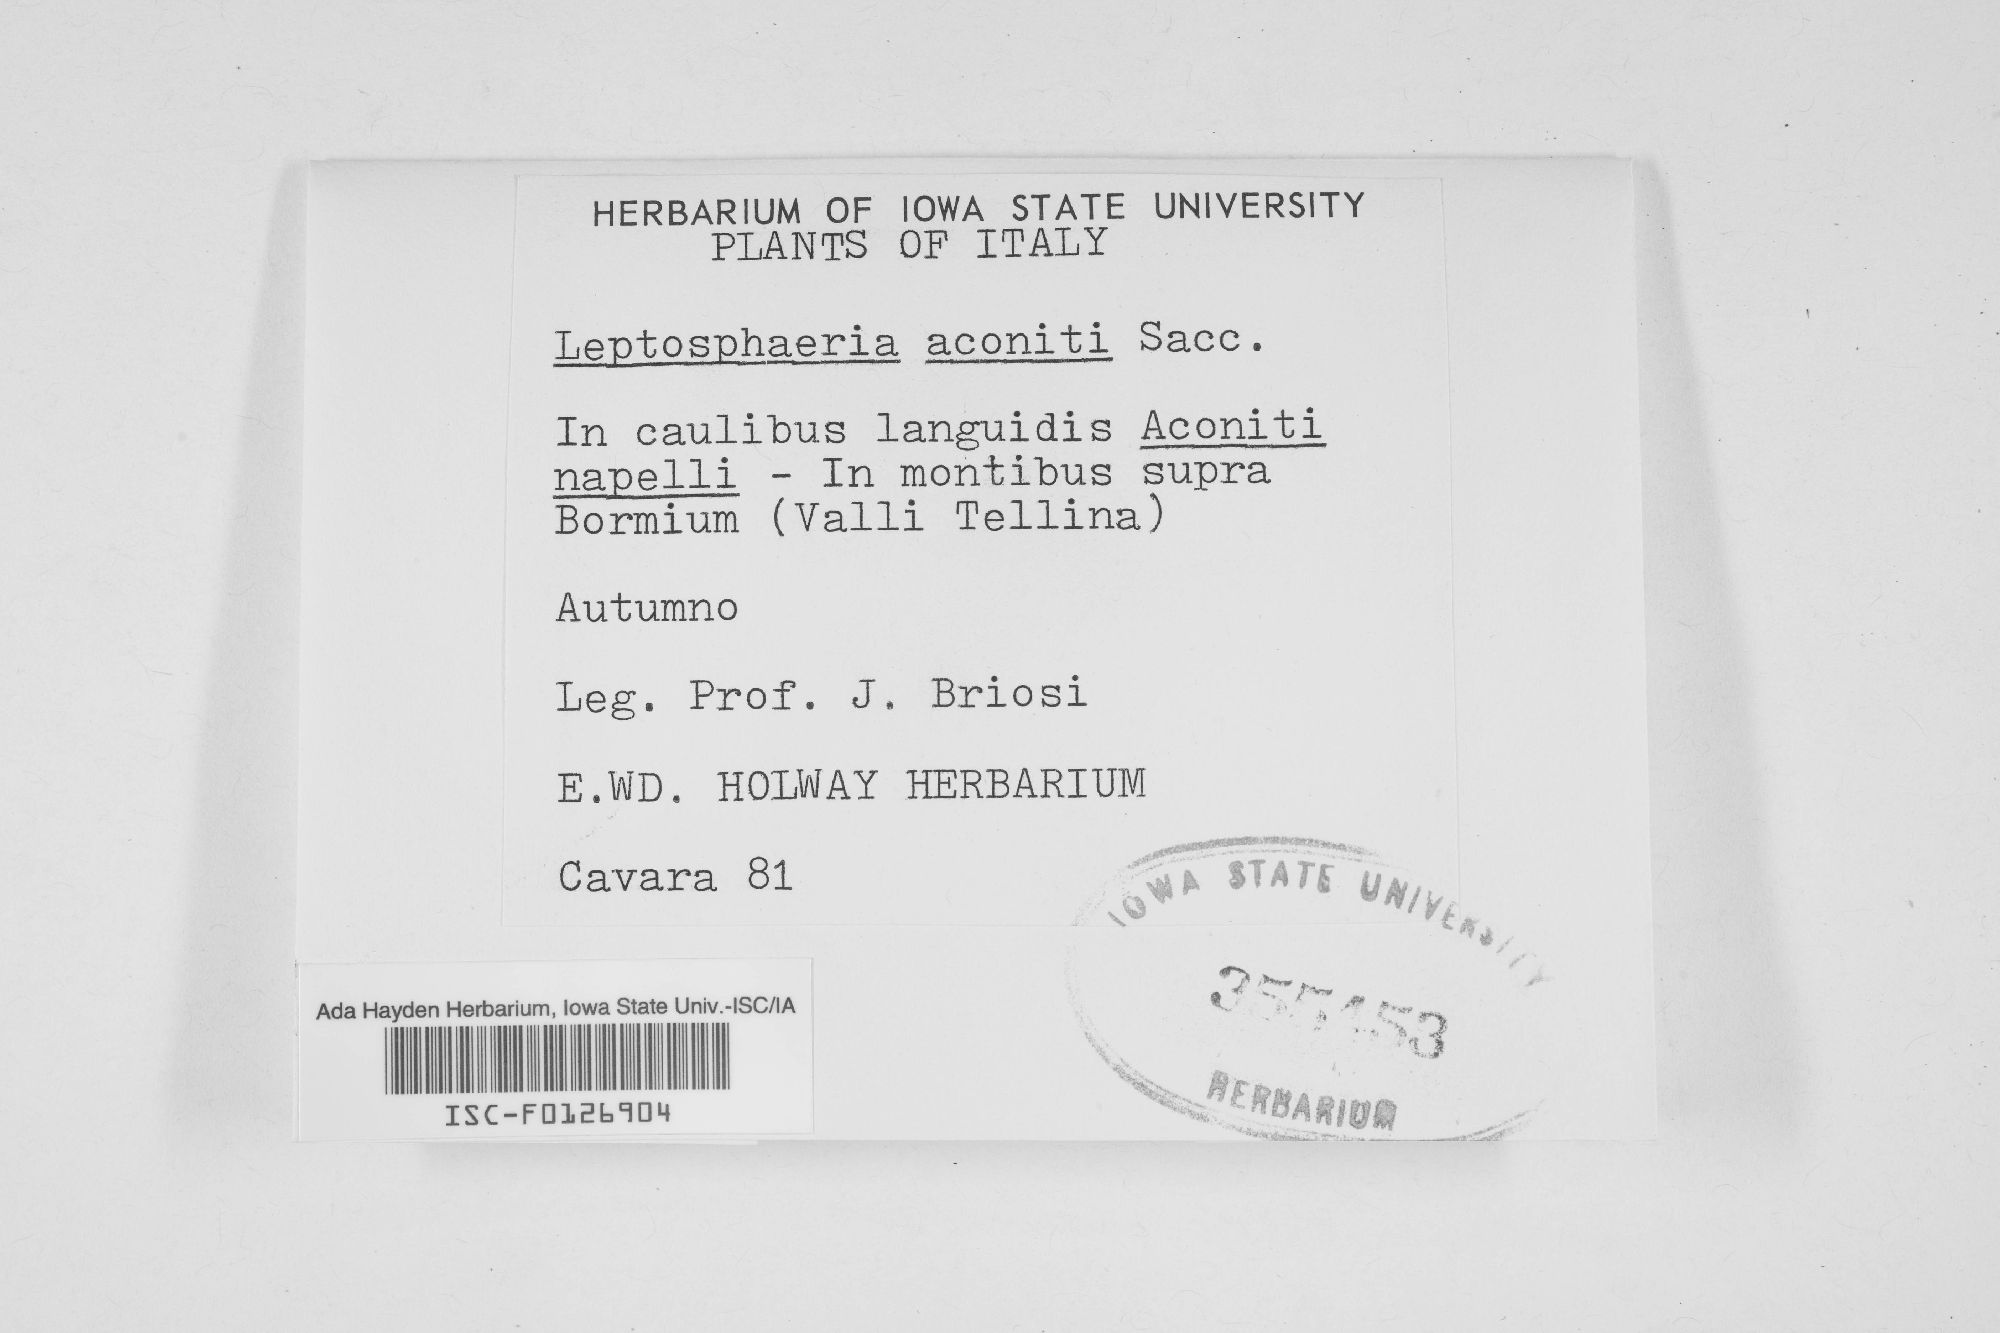 HERBARIUM OF IOWA STATE UNIVERSITY
PLANTS OF ITALY
Leptosphaeria aconiti Sacc.
In caulibus languidis Aconiti
napelli - In montibus supra
Bormium (Valli Tellina)
Autumno
Leg. Prof. J. Briosi
E.WD. HOLWAY HERBARIUM
Cavara 81
IOWA STATE UNIVERSITY
355453
HERBARIUM
Ada Hayden Herbarium, Iowa State Univ.-ISC/IA
ISC-F0126904